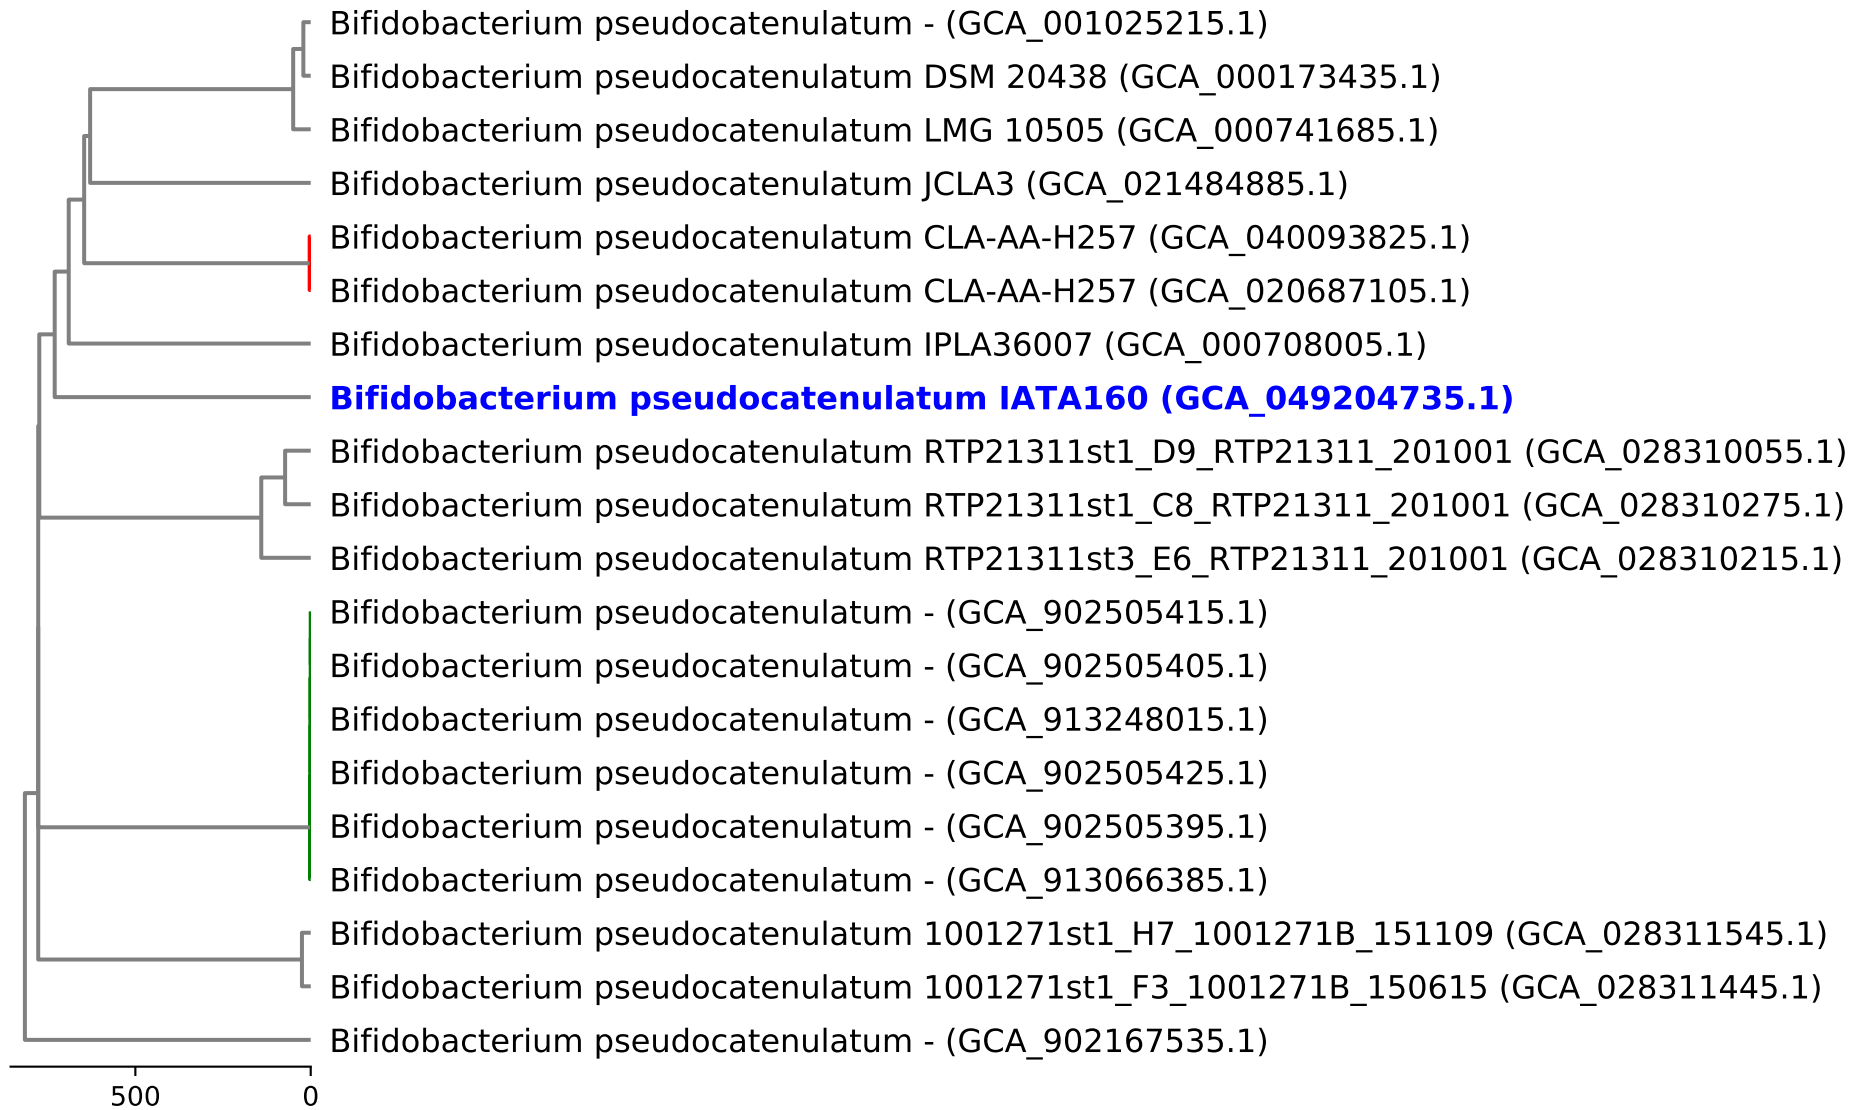 Bifidobacterium pseudocatenulatum - (GCA_001025215.1)
Bifidobacterium pseudocatenulatum DSM 20438 (GCA_000173435.1)
Bifidobacterium pseudocatenulatum LMG 10505 (GCA_000741685.1)
Bifidobacterium pseudocatenulatum JCLA3 (GCA_021484885.1)
Bifidobacterium pseudocatenulatum CLA-AA-H257 (GCA_040093825.1)
Bifidobacterium pseudocatenulatum CLA-AA-H257 (GCA_020687105.1)
Bifidobacterium pseudocatenulatum IPLA36007 (GCA_000708005.1)
Bifidobacterium pseudocatenulatum IATA160 (GCA_049204735.1)
Bifidobacterium pseudocatenulatum RTP21311st1_D9_RTP21311_201001 (GCA_028310055.1)
Bifidobacterium pseudocatenulatum RTP21311st1_C8_RTP21311_201001 (GCA_028310275.1)
Bifidobacterium pseudocatenulatum RTP21311st3_E6_RTP21311_201001 (GCA_028310215.1)
Bifidobacterium pseudocatenulatum - (GCA_902505415.1)
Bifidobacterium pseudocatenulatum - (GCA_902505405.1)
Bifidobacterium pseudocatenulatum - (GCA_913248015.1)
Bifidobacterium pseudocatenulatum - (GCA_902505425.1)
Bifidobacterium pseudocatenulatum - (GCA_902505395.1)
Bifidobacterium pseudocatenulatum - (GCA_913066385.1)
Bifidobacterium pseudocatenulatum 1001271st1_H7_1001271B_151109 (GCA_028311545.1)
Bifidobacterium pseudocatenulatum 1001271st1_F3_1001271B_150615 (GCA_028311445.1)
Bifidobacterium pseudocatenulatum - (GCA_902167535.1)
500 0